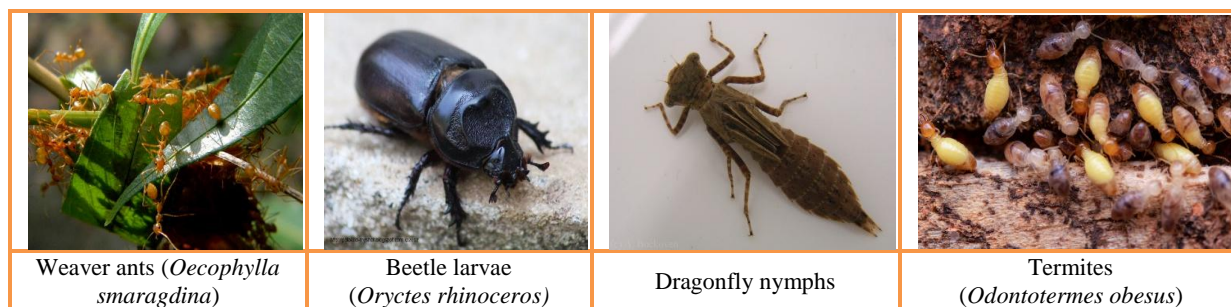 Weaver ants (Oecophylla
smaragdina)
Beetle larvae
(Oryctes rhinoceros)
Dragonfly nymphs
Termites
(Odontotermes obesus)